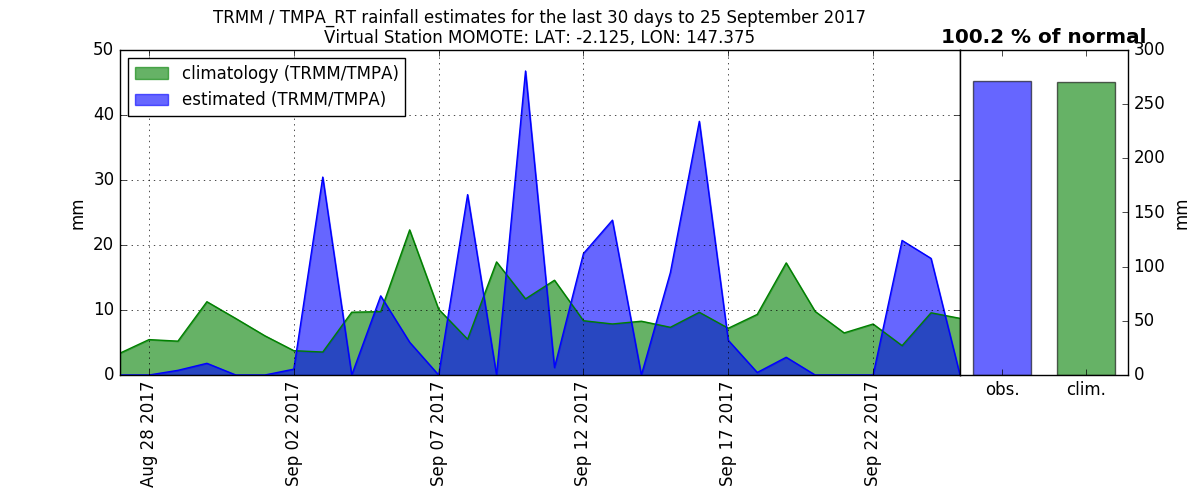 TRMM / TMPA_RT rainfall estimates for the last 30 days to 25 September 2017
Virtual Station MOMOTE: LAT: -2.125, LON: 147.375
100.2 % of normal
climatology (TRMM/TMPA)
estimated (TRMM/TMPA)
mm
50
40
30
20
10
0
Aug 28 2017
Sep 02 2017
Sep 07 2017
Sep 12 2017
Sep 17 2017
Sep 22 2017
obs.
clim.
300
250
200
150
100
50
0
mm